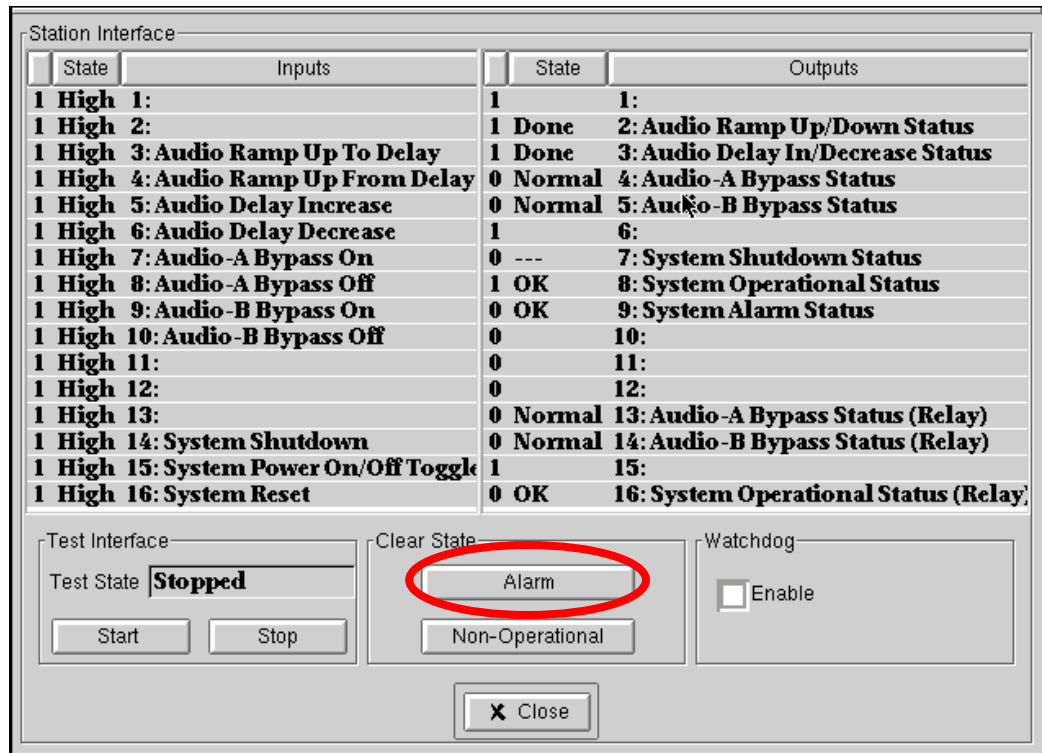 Station Interface
State Inputs State Outputs
1 High 1: 1 1:
1 High 2: 1 Done 2: Audio Ramp Up/Down Status
1 High 3: Audio Ramp Up To Delay 1 Done 3: Audio Delay In/Decrease Status
1 High 4: Audio Ramp Up From Delay 0 Normal 4: Audio-A Bypass Status
1 High 5: Audio Delay Increase 0 Normal 5: Audio-B Bypass Status
1 High 6: Audio Delay Decrease 1 6:
1 High 7: Audio-A Bypass On 0 --- 7: System Shutdown Status
1 High 8: Audio-A Bypass Off 1 OK 8: System Operational Status
1 High 9: Audio-B Bypass On 0 OK 9: System Alarm Status
1 High 10: Audio-B Bypass Off 0 10:
1 High 11: 0 11:
1 High 12: 0 12:
1 High 13: 0 Normal 13: Audio-A Bypass Status (Relay)
1 High 14: System Shutdown 0 Normal 14: Audio-B Bypass Status (Relay)
1 High 15: System Power On/Off Toggle 1 15:
1 High 16: System Reset 0 OK 16: System Operational Status (Relay)
Test Interface Clear State Watchdog
Test State Stopped Alarm Enable
Start Stop Non-Operational
X Close